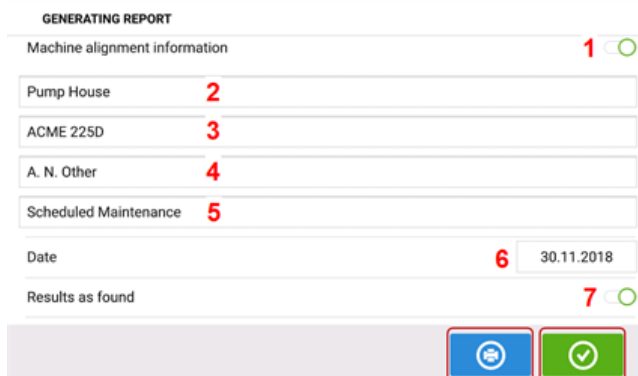 GENERATING REPORT
Machine alignment information 1
Pump House 2
ACME 225D 3
A. N. Other 4
Scheduled Maintenance 5
Date 6 30.11.2018
Results as found 7